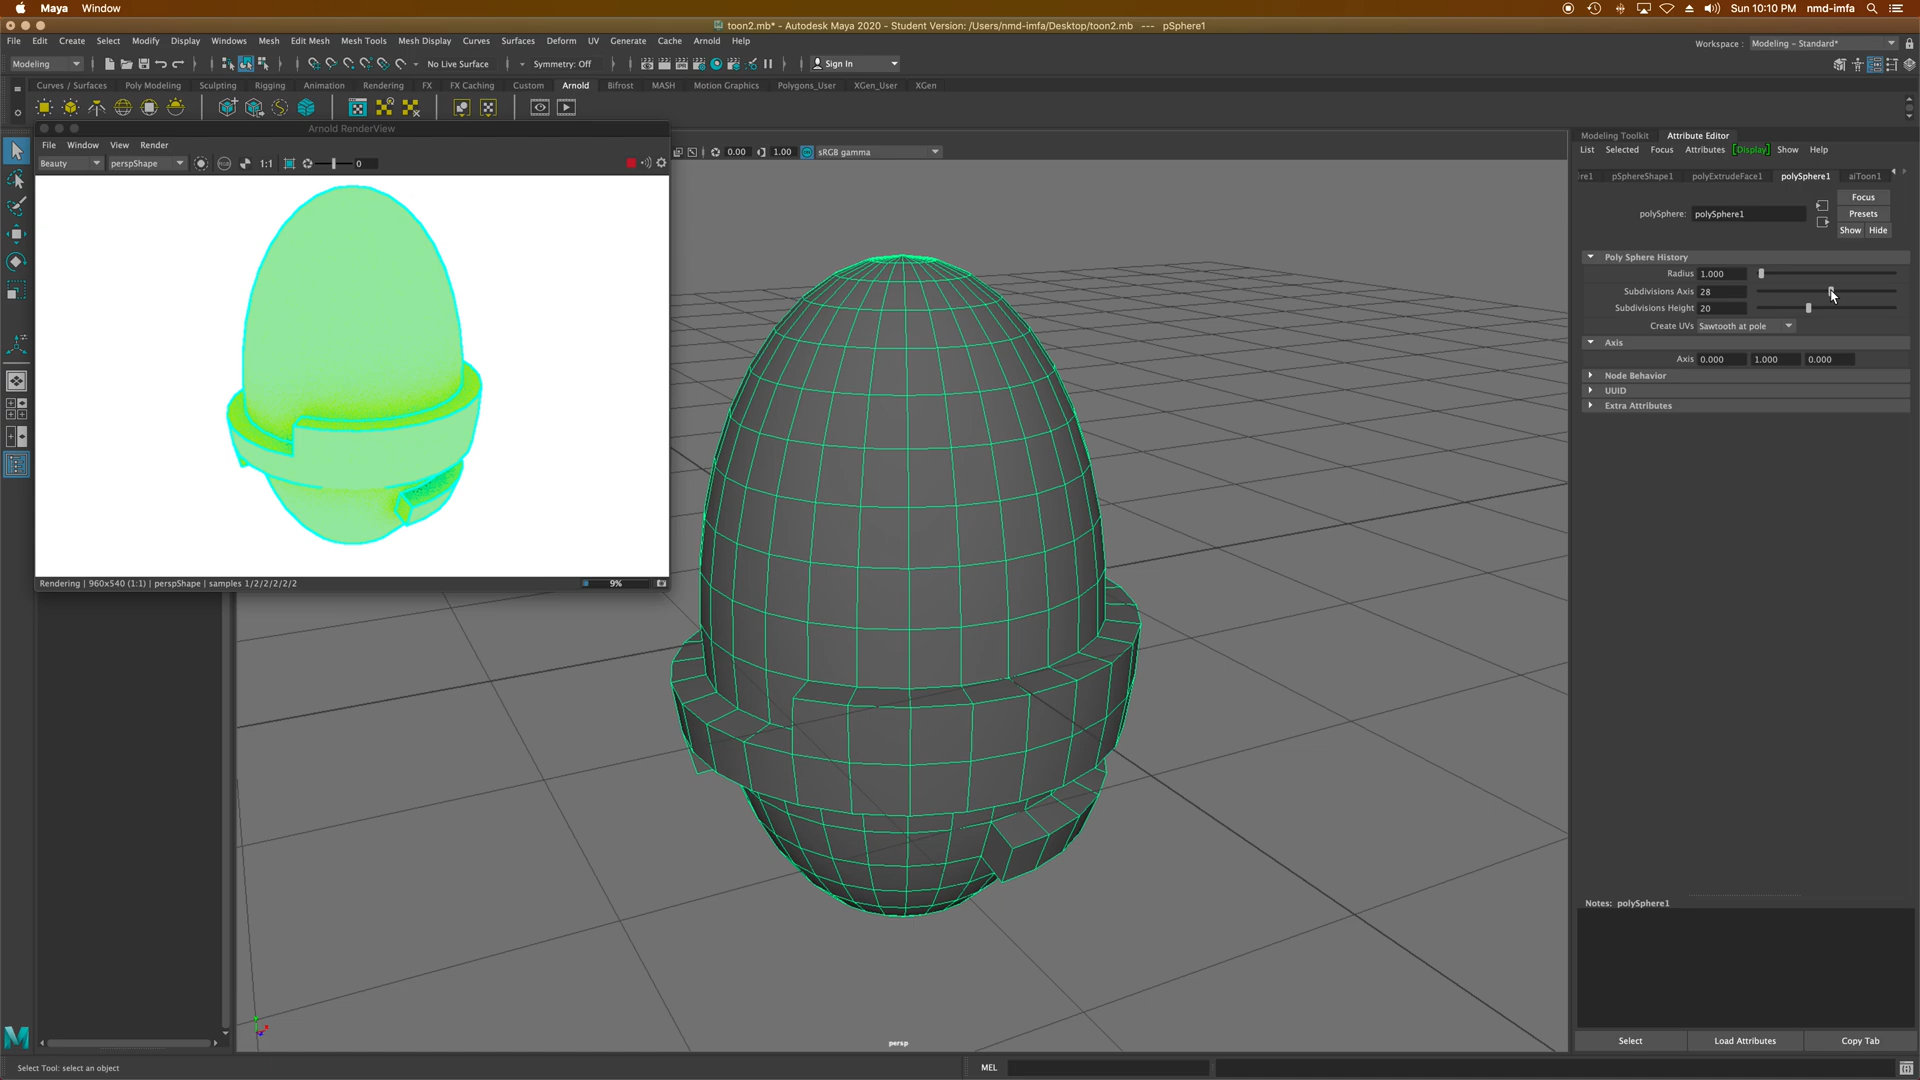 Maya Window Sun 10:10 PM nmd-imfa
toon2.mb* - Autodesk Maya 2020 - Student Version: /Users/nmd-imfa/Desktop/toon2.mb --- pSphere1
File Edit Create Select Modify Display Windows Mesh Edit Mesh Mesh Tools Mesh Display Curves Surfaces Deform UV Generate Cache Arnold Help
Workspace : Modeling - Standard*
Modeling No Live Surface Symmetry: Off Sign In
Curves / Surfaces Poly Modeling Sculpting Rigging Animation Rendering FX FX Caching Custom Arnold Bifrost MASH Motion Graphics Polygons_User XGen_User XGen
Arnold RenderView
File Window View Render
Beauty perspShape 1:1 0
0.00 1.00 sRGB gamma
Rendering | 960x540 (1:1) | perspShape | samples 1/2/2/2/2/2 9%
Modeling Toolkit Attribute Editor
List Selected Focus Attributes [Display] Show Help
re1 pSphereShape1 polyExtrudeFace1 polySphere1 aiToon1
Focus
polySphere: polySphere1
Presets
Show Hide
Poly Sphere History
Radius 1.000
Subdivisions Axis 28
Subdivisions Height 20
Create UVs Sawtooth at pole
Axis
Axis 0.000 1.000 0.000
Node Behavior
UUID
Extra Attributes
Notes: polySphere1
persp
Select Load Attributes Copy Tab
Select Tool: select an object
MEL